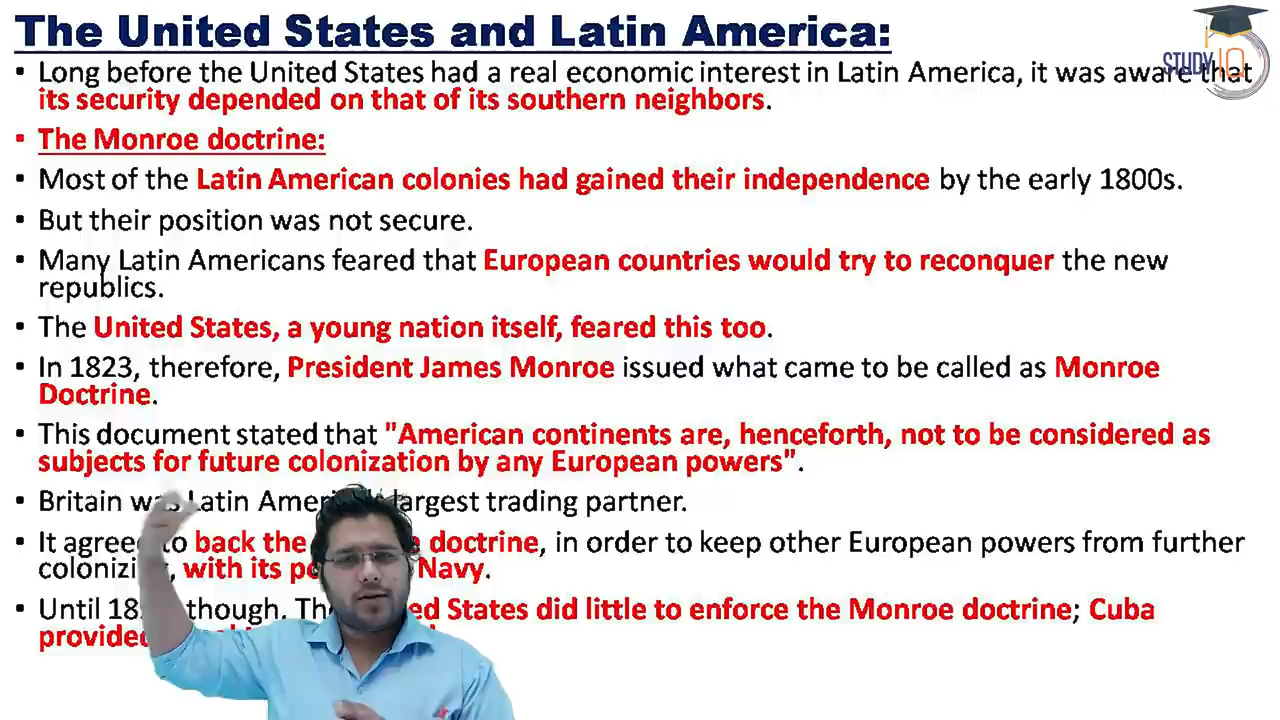 The United States and Latin America:
STUDY IQ
• Long before the United States had a real economic interest in Latin America, it was aware that
its security depended on that of its southern neighbors.
• The Monroe doctrine:
• Most of the Latin American colonies had gained their independence by the early 1800s.
• But their position was not secure.
• Many Latin Americans feared that European countries would try to reconquer the new
republics.
• The United States, a young nation itself, feared this too.
• In 1823, therefore, President James Monroe issued what came to be called as Monroe
Doctrine.
• This document stated that "American continents are, henceforth, not to be considered as
subjects for future colonization by any European powers".
• Britain was Latin largest trading partner.
• It agreed to back the doctrine, in order to keep other European powers from further
with its Navy.
• Until though. States did little to enforce the Monroe doctrine; Cuba
provided